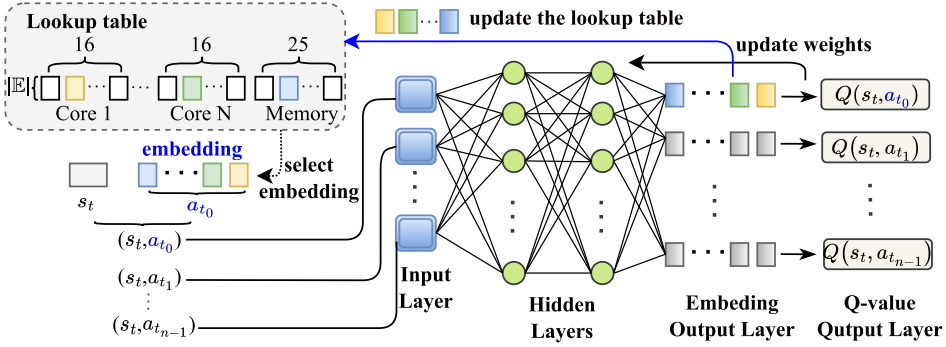 Lookup table
16
16
25
|𝔼|
Core 1
Core N
Memory
update the lookup table
update weights
embedding
select
embedding
s_t
a_{t_0}
(s_t,a_{t_0})
(s_t,a_{t_1})
(s_t,a_{t_{n-1}})
Input
Layer
Hidden
Layers
Embeding
Output Layer
Q(s_t,a_{t_0})
Q(s_t,a_{t_1})
Q(s_t,a_{t_{n-1}})
Q-value
Qutput Layer